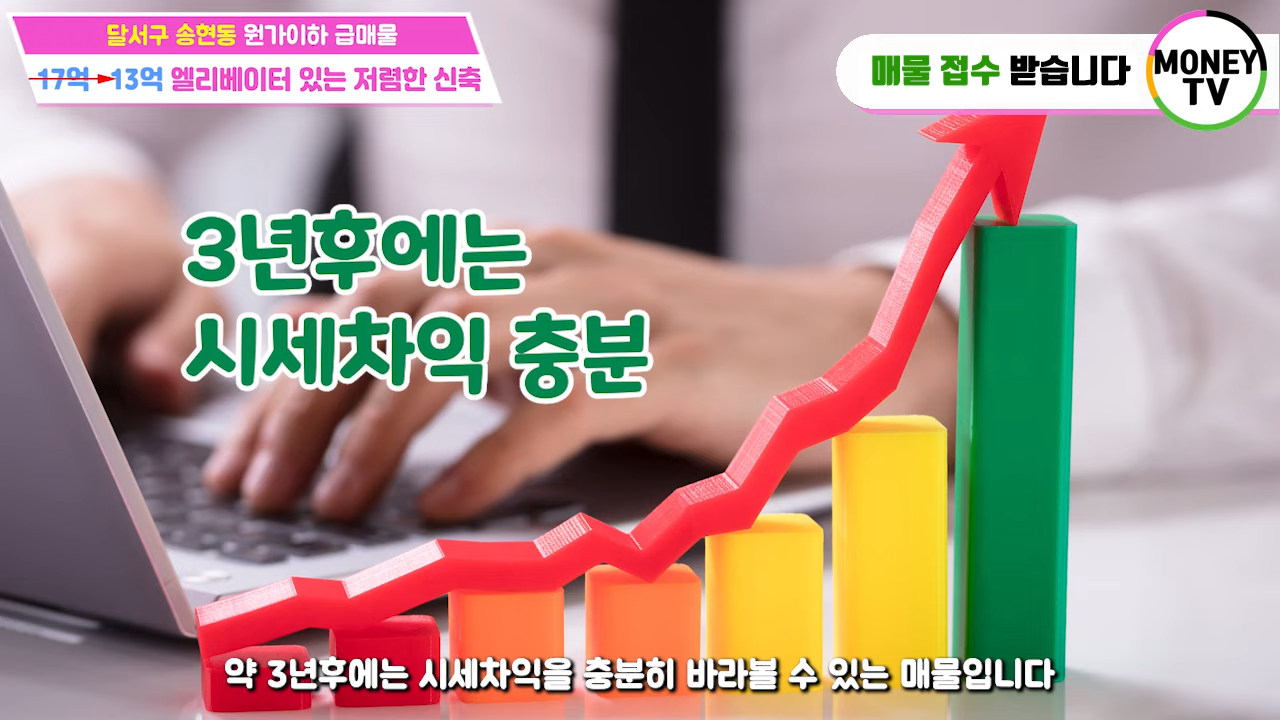 달서구 송현동 원가이하 급매물
17억 13억 엘리베이터 있는 저렴한 신축
매물 접수 받습니다
MONEY
TV
3년후에는
시세차익 충분
약 3년후에는 시세차익을 충분히 바라볼 수 있는 매물입니다